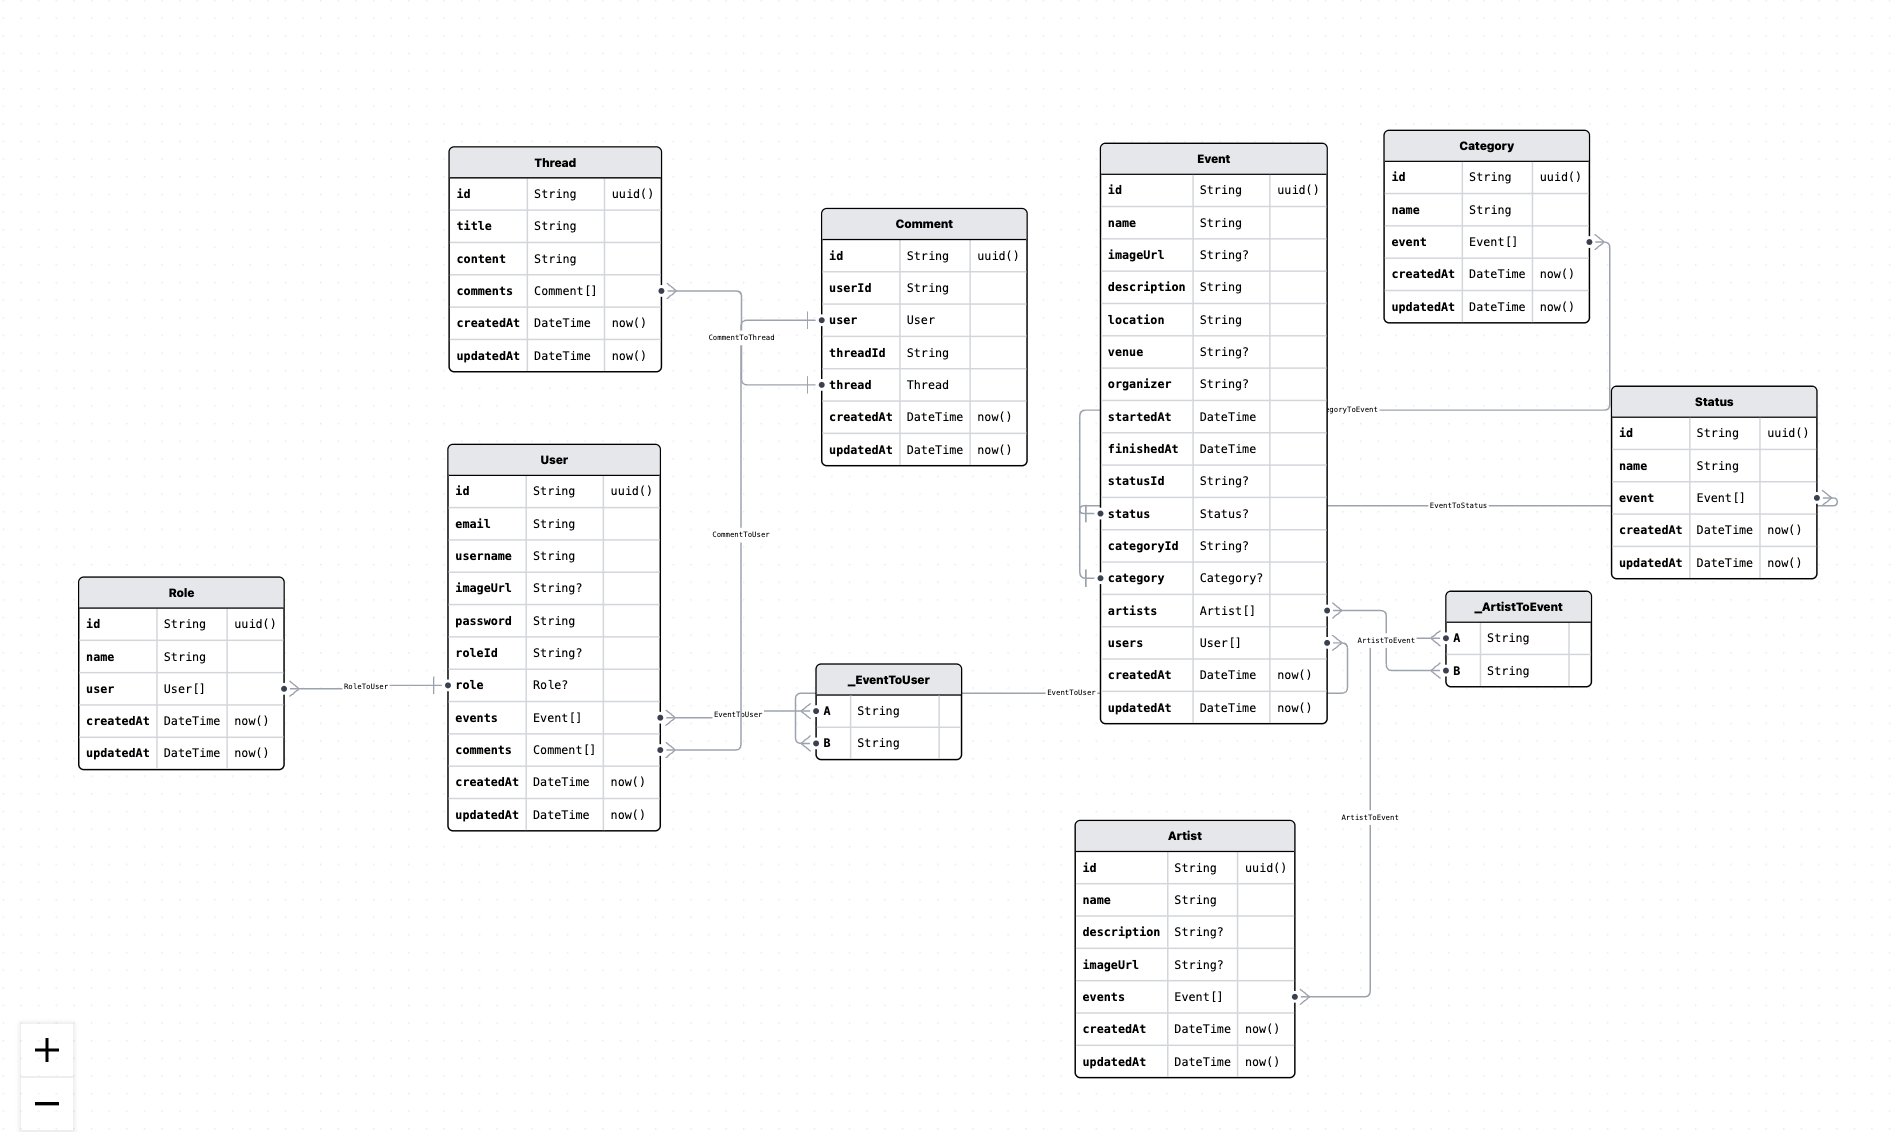 Thread
id String uuid()
title String
content String
comments Comment[]
createdAt DateTime now()
updatedAt DateTime now()
Comment
id String uuid()
userId String
user User
threadId String
thread Thread
createdAt DateTime now()
updatedAt DateTime now()
CommentToThread
Event
id String uuid()
name String
imageUrl String?
description String
location String
venue String?
organizer String?
startedAt DateTime
finishedAt DateTime
statusId String?
status Status?
categoryId String?
category Category?
artists Artist[]
users User[]
createdAt DateTime now()
updatedAt DateTime now()
Category
id String uuid()
name String
event Event[]
createdAt DateTime now()
updatedAt DateTime now()
egoryToEvent
Status
id String uuid()
name String
event Event[]
createdAt DateTime now()
updatedAt DateTime now()
EventToStatus
User
id String uuid()
email String
username String
imageUrl String?
password String
roleId String?
role Role?
events Event[]
comments Comment[]
createdAt DateTime now()
updatedAt DateTime now()
CommentToUser
Role
id String uuid()
name String
user User[]
createdAt DateTime now()
updatedAt DateTime now()
RoleToUser
EventToUser
_EventToUser
A String
B String
EventToUser
_ArtistToEvent
A String
B String
ArtistToEvent
ArtistToEvent
Artist
id String uuid()
name String
description String?
imageUrl String?
events Event[]
createdAt DateTime now()
updatedAt DateTime now()